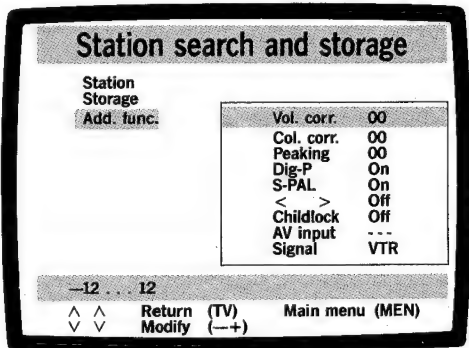 Station search and storage
Station
Storage
Add. func.
Vol. corr. 00
Col. corr. 00
Peaking 00
Dig-P On
S-PAL On
< > Off
Childlock Off
AV input - - -
Signal VTR
—12 . . . 12
∧ ∧ Return (TV) Main menu (MEN)
∨ ∨ Modify (—+)